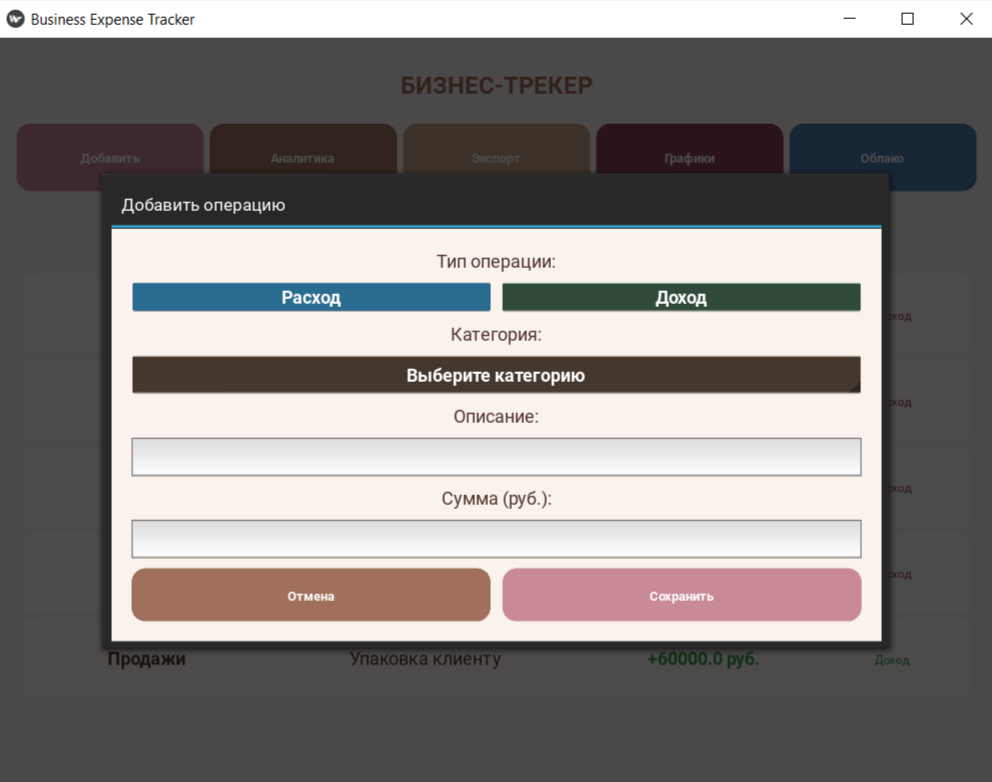 Business Expense Tracker
БИЗНЕС-ТРЕКЕР
Добавить Аналитика Экспорт Графики Облако
Добавить операцию
Тип операции:
Расход Доход
Категория:
Выберите категорию
Описание:
Сумма (руб.):
Отмена Сохранить
Продажи Упаковка клиенту +60000.0 руб. Доход